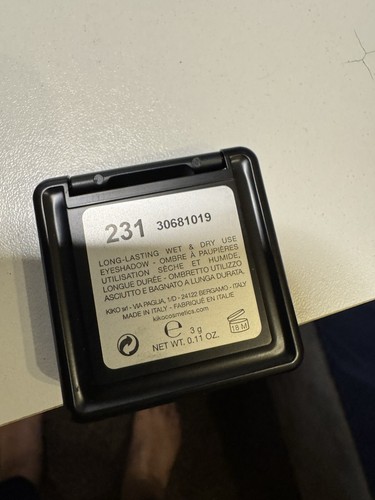 231 30681019
LONG-LASTING WET & DRY USE
EYESHADOW - OMBRE À PAUPIÈRES
UTILISATION SÈCHE ET HUMIDE,
LONGUE DURÉE - OMBRETTO UTILIZZO
ASCIUTTO E BAGNATO A LUNGA DURATA.
KIKO srl - VIA PAGLIA, 1/D - 24122 BERGAMO - ITALY
MADE IN ITALY - FABRIQUÉ EN ITALIE
kikocosmetics.com
e 3 g
NET WT. 0.11 OZ.
18 M